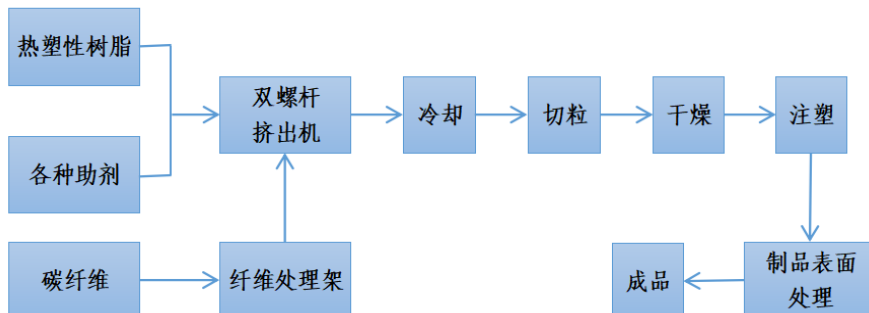 热塑性树脂
各种助剂
碳纤维
纤维处理架
双螺杆
挤出机
冷却
切粒
干燥
注塑
制品表面
处理
成品